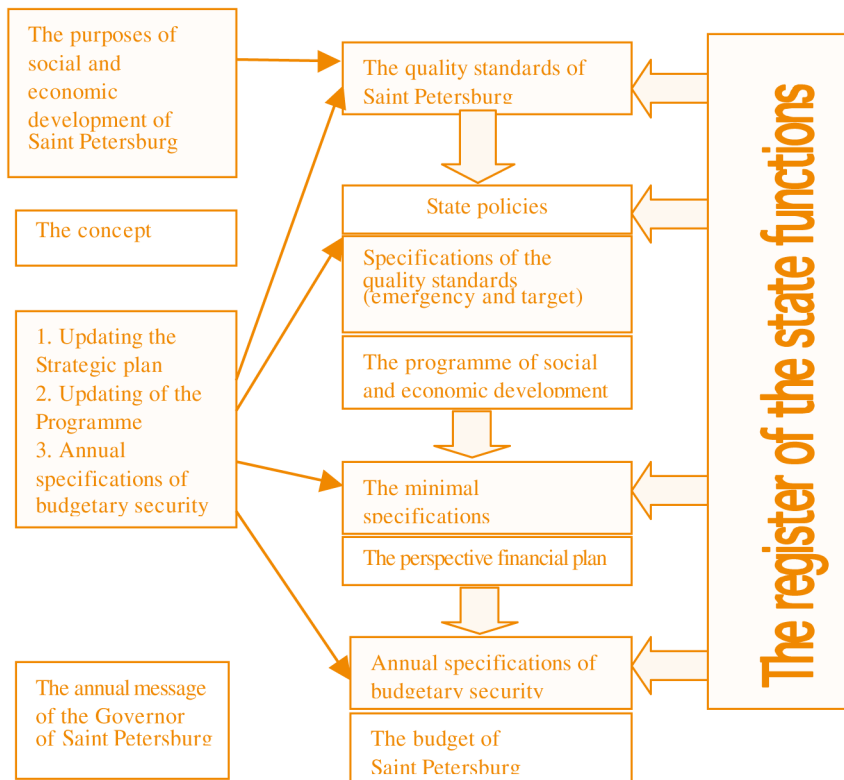 The purposes of
social and
economic
development of
Saint Petersburg
The concept
1. Updating the
Strategic plan
2. Updating of the
Programme
3. Annual
specifications of
budgetary security
The annual message
of the Governor
of Saint Petersburg
The quality standards of
Saint Petersburg
State policies
Specifications of the
quality standards
(emergency and target)
The programme of social
and economic development
The minimal
specifications
The perspective financial plan
Annual specifications of
budgetary security
The budget of
Saint Petersburg
The register of the state functions